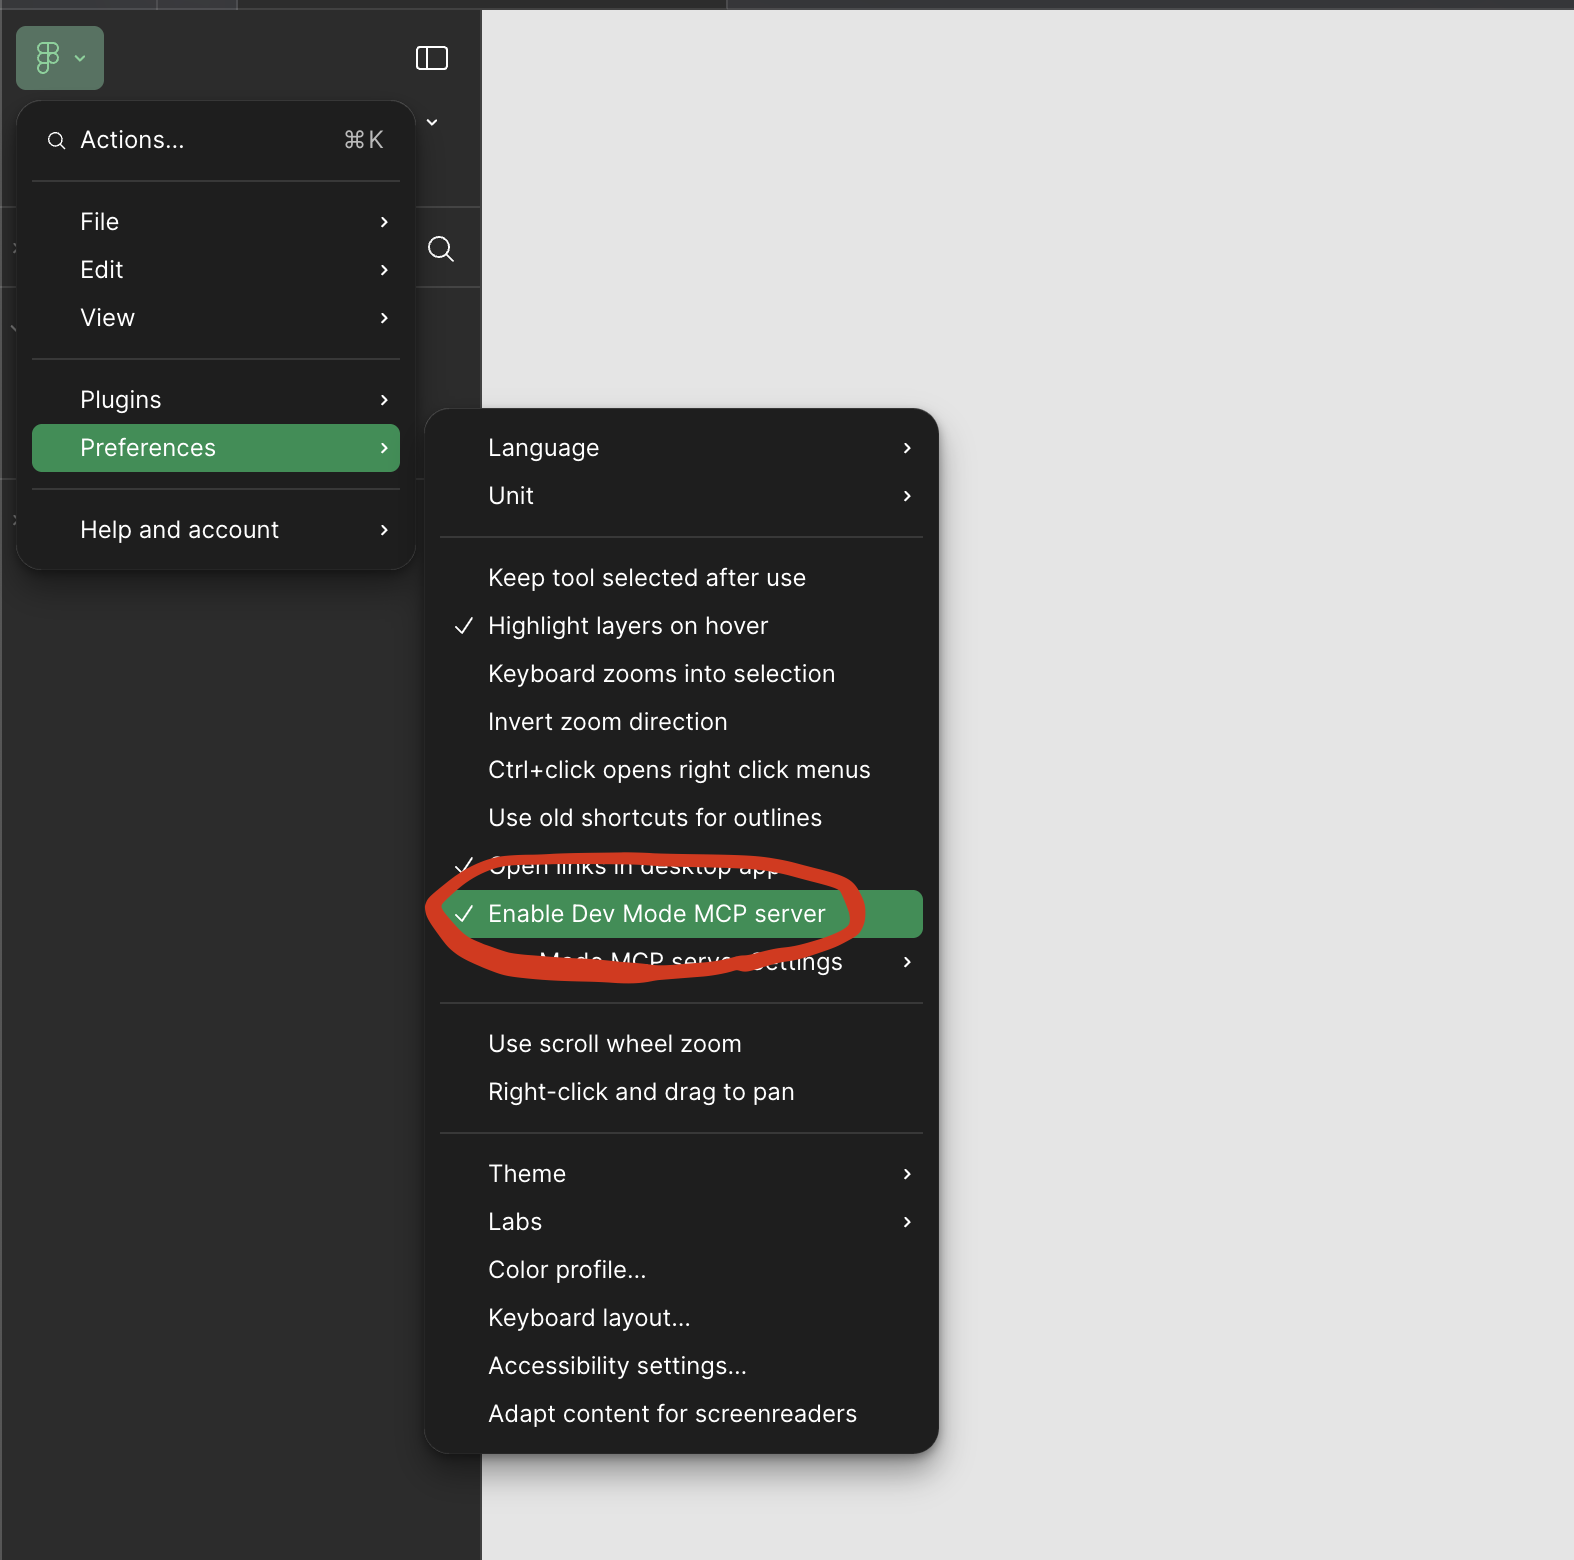 Actions...
⌘K
File
Edit
View
Plugins
Preferences
Help and account
Language
Unit
Keep tool selected after use
Highlight layers on hover
Keyboard zooms into selection
Invert zoom direction
Ctrl+click opens right click menus
Use old shortcuts for outlines
Open links in desktop app
Enable Dev Mode MCP server
Mode MCP server Settings
Use scroll wheel zoom
Right-click and drag to pan
Theme
Labs
Color profile...
Keyboard layout...
Accessibility settings...
Adapt content for screenreaders